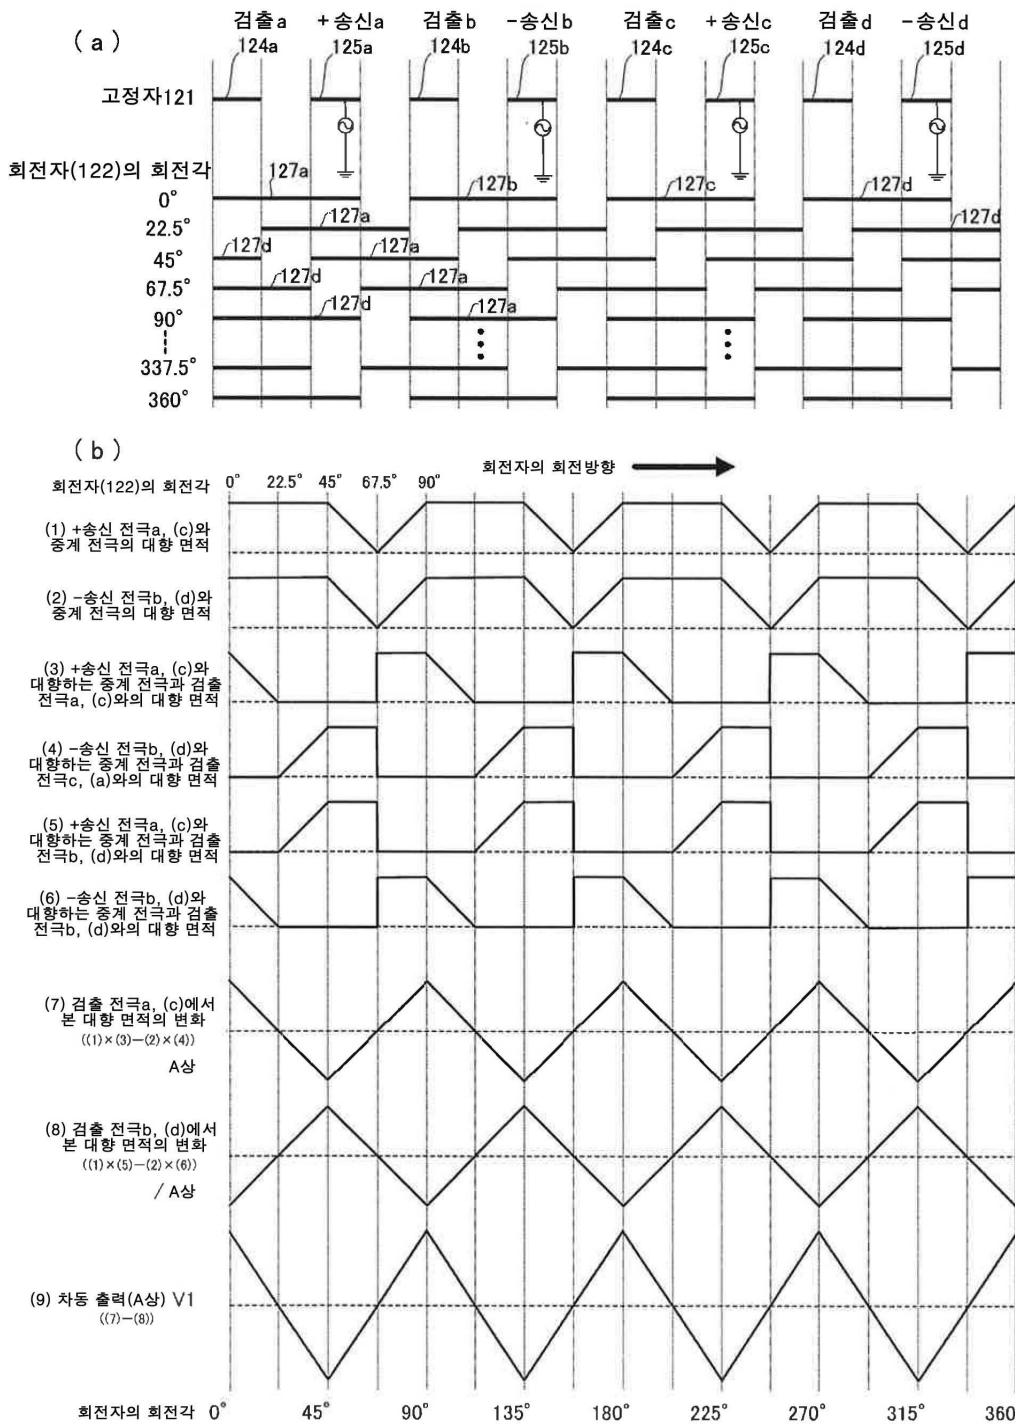 (a)
검출a +송신a 검출b -송신b 검출c +송신c 검출d -송신d
124a 125a 124b 125b 124c 125c 124d 125d
고정자121
회전자(122)의 회전각
127a 127b 127c 127d
0°
127a 127d
22.5°
127d 127a
45°
127d 127a
67.5°
127d 127a
90°
337.5°
360°
(b)
회전자의 회전방향
회전자(122)의 회전각 0° 22.5° 45° 67.5° 90°
(1) +송신 전극a, (c)와
중계 전극의 대향 면적
(2) -송신 전극b, (d)와
중계 전극의 대향 면적
(3) +송신 전극a, (c)와
대향하는 중계 전극과 검출
전극a, (c)와의 대향 면적
(4) -송신 전극b, (d)와
대향하는 중계 전극과 검출
전극c, (a)와의 대향 면적
(5) +송신 전극a, (c)와
대향하는 중계 전극과 검출
전극b, (d)와의 대향 면적
(6) -송신 전극b, (d)와
대향하는 중계 전극과 검출
전극b, (d)와의 대향 면적
(7) 검출 전극a, (c)에서
본 대향 면적의 변화
((1)×(3)-(2)×(4))
A상
(8) 검출 전극b, (d)에서
본 대향 면적의 변화
((1)×(5)-(2)×(6))
/ A상
(9) 차동 출력(A상) V1
((7)-(8))
회전자의 회전각 0° 45° 90° 135° 180° 225° 270° 315° 360